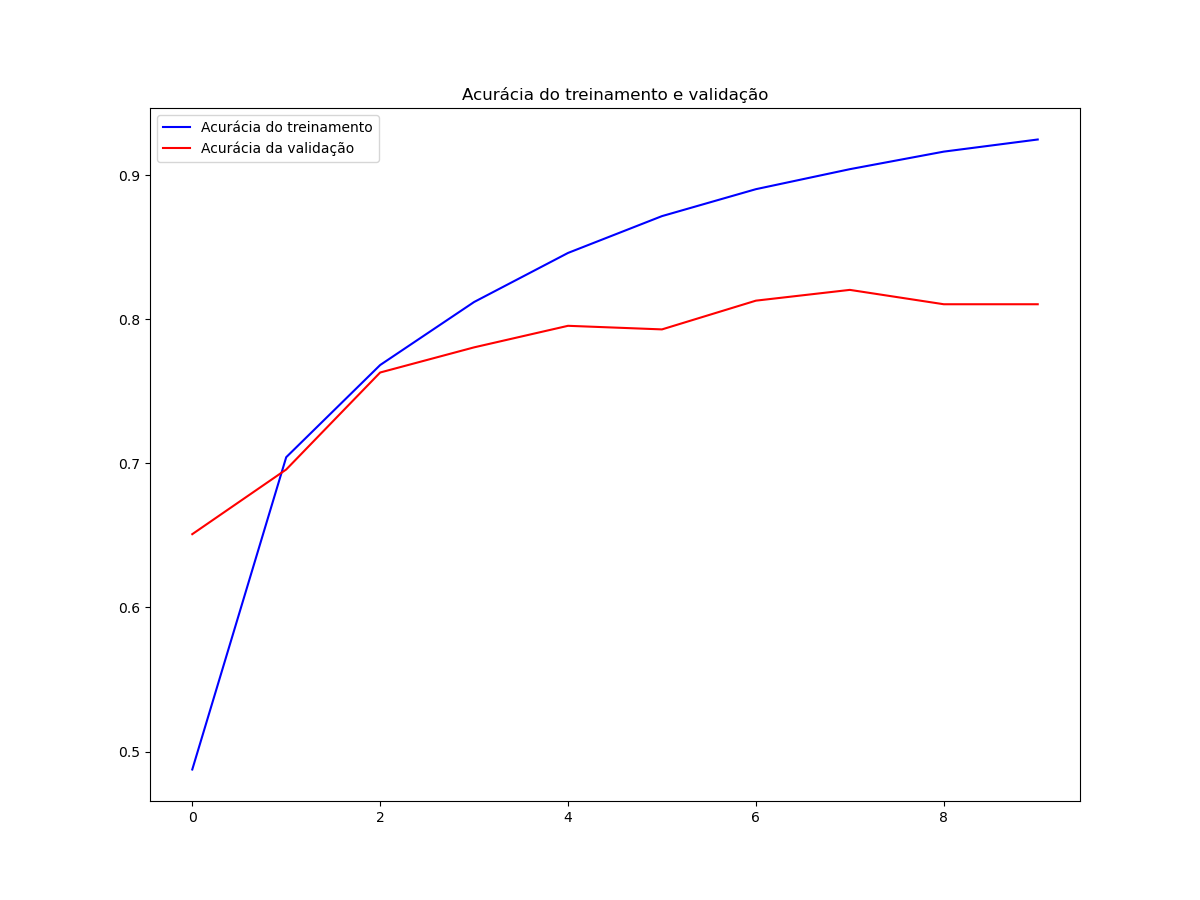 Acurácia do treinamento e validação
Acurácia do treinamento
Acurácia da validação
0.9
0.8
0.7
0.6
0.5
0 2 4 6 8